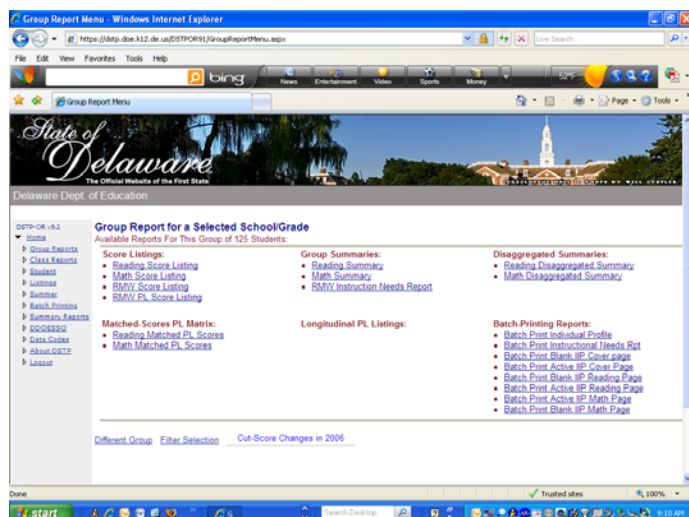 Group Report Menu - Windows Internet Explorer
https://dstp.doe.k12.de.us/DSTPOR91/GroupReportMenu.aspx
Live Search
File Edit View Favorites Tools Help
bing News Entertainment Video Sports Money 52°F
Group Report Menu
Page Tools
State of
Delaware
The Official Website of the First State
Delaware Dept. of Education
DSTP-OR v9.2
Home
Group Reports
Class Reports
Student
Listings
Summer
Batch Printing
Summary Reports
DDOESSO
Data Codes
About DSTP
Logout
Group Report for a Selected School/Grade
Available Reports For This Group of 125 Students:
Score Listings:
Reading Score Listing
Math Score Listing
RMW Score Listing
RMW PL Score Listing
Group Summaries:
Reading Summary
Math Summary
RMW Instruction Needs Report
Disaggregated Summaries:
Reading Disaggregated Summary
Math Disaggregated Summary
Matched-Scores PL Matrix:
Reading Matched PL Scores
Math Matched PL Scores
Longitudinal PL Listings:
Batch-Printing Reports:
Batch Print Individual Profile
Batch Print Instructional Needs Rpt
Batch Print Blank IIP Cover page
Batch Print Active IIP Cover Page
Batch Print Blank IIP Reading Page
Batch Print Active IIP Reading Page
Batch Print Active IIP Math Page
Batch Print Blank IIP Math Page
Different Group Filter Selection Cut-Score Changes in 2006
Done Trusted sites 100%
start Search Desktop 9:10 AM